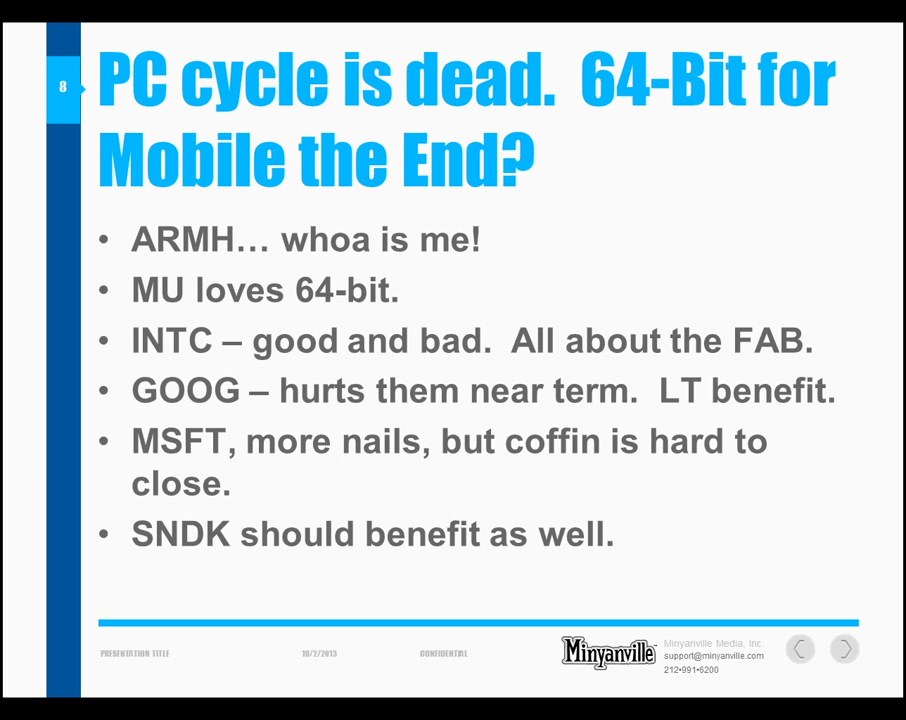 8
PC cycle is dead.  64-Bit for
Mobile the End?
• ARMH… whoa is me!
• MU loves 64-bit.
• INTC – good and bad.  All about the FAB.
• GOOG – hurts them near term.  LT benefit.
• MSFT, more nails, but coffin is hard to
close.
• SNDK should benefit as well.
PRESENTATION TITLE
10/2/2013
CONFIDENTIAL
Minyanville
Minyanville Media, Inc.
support@minyanville.com
212•991•6200